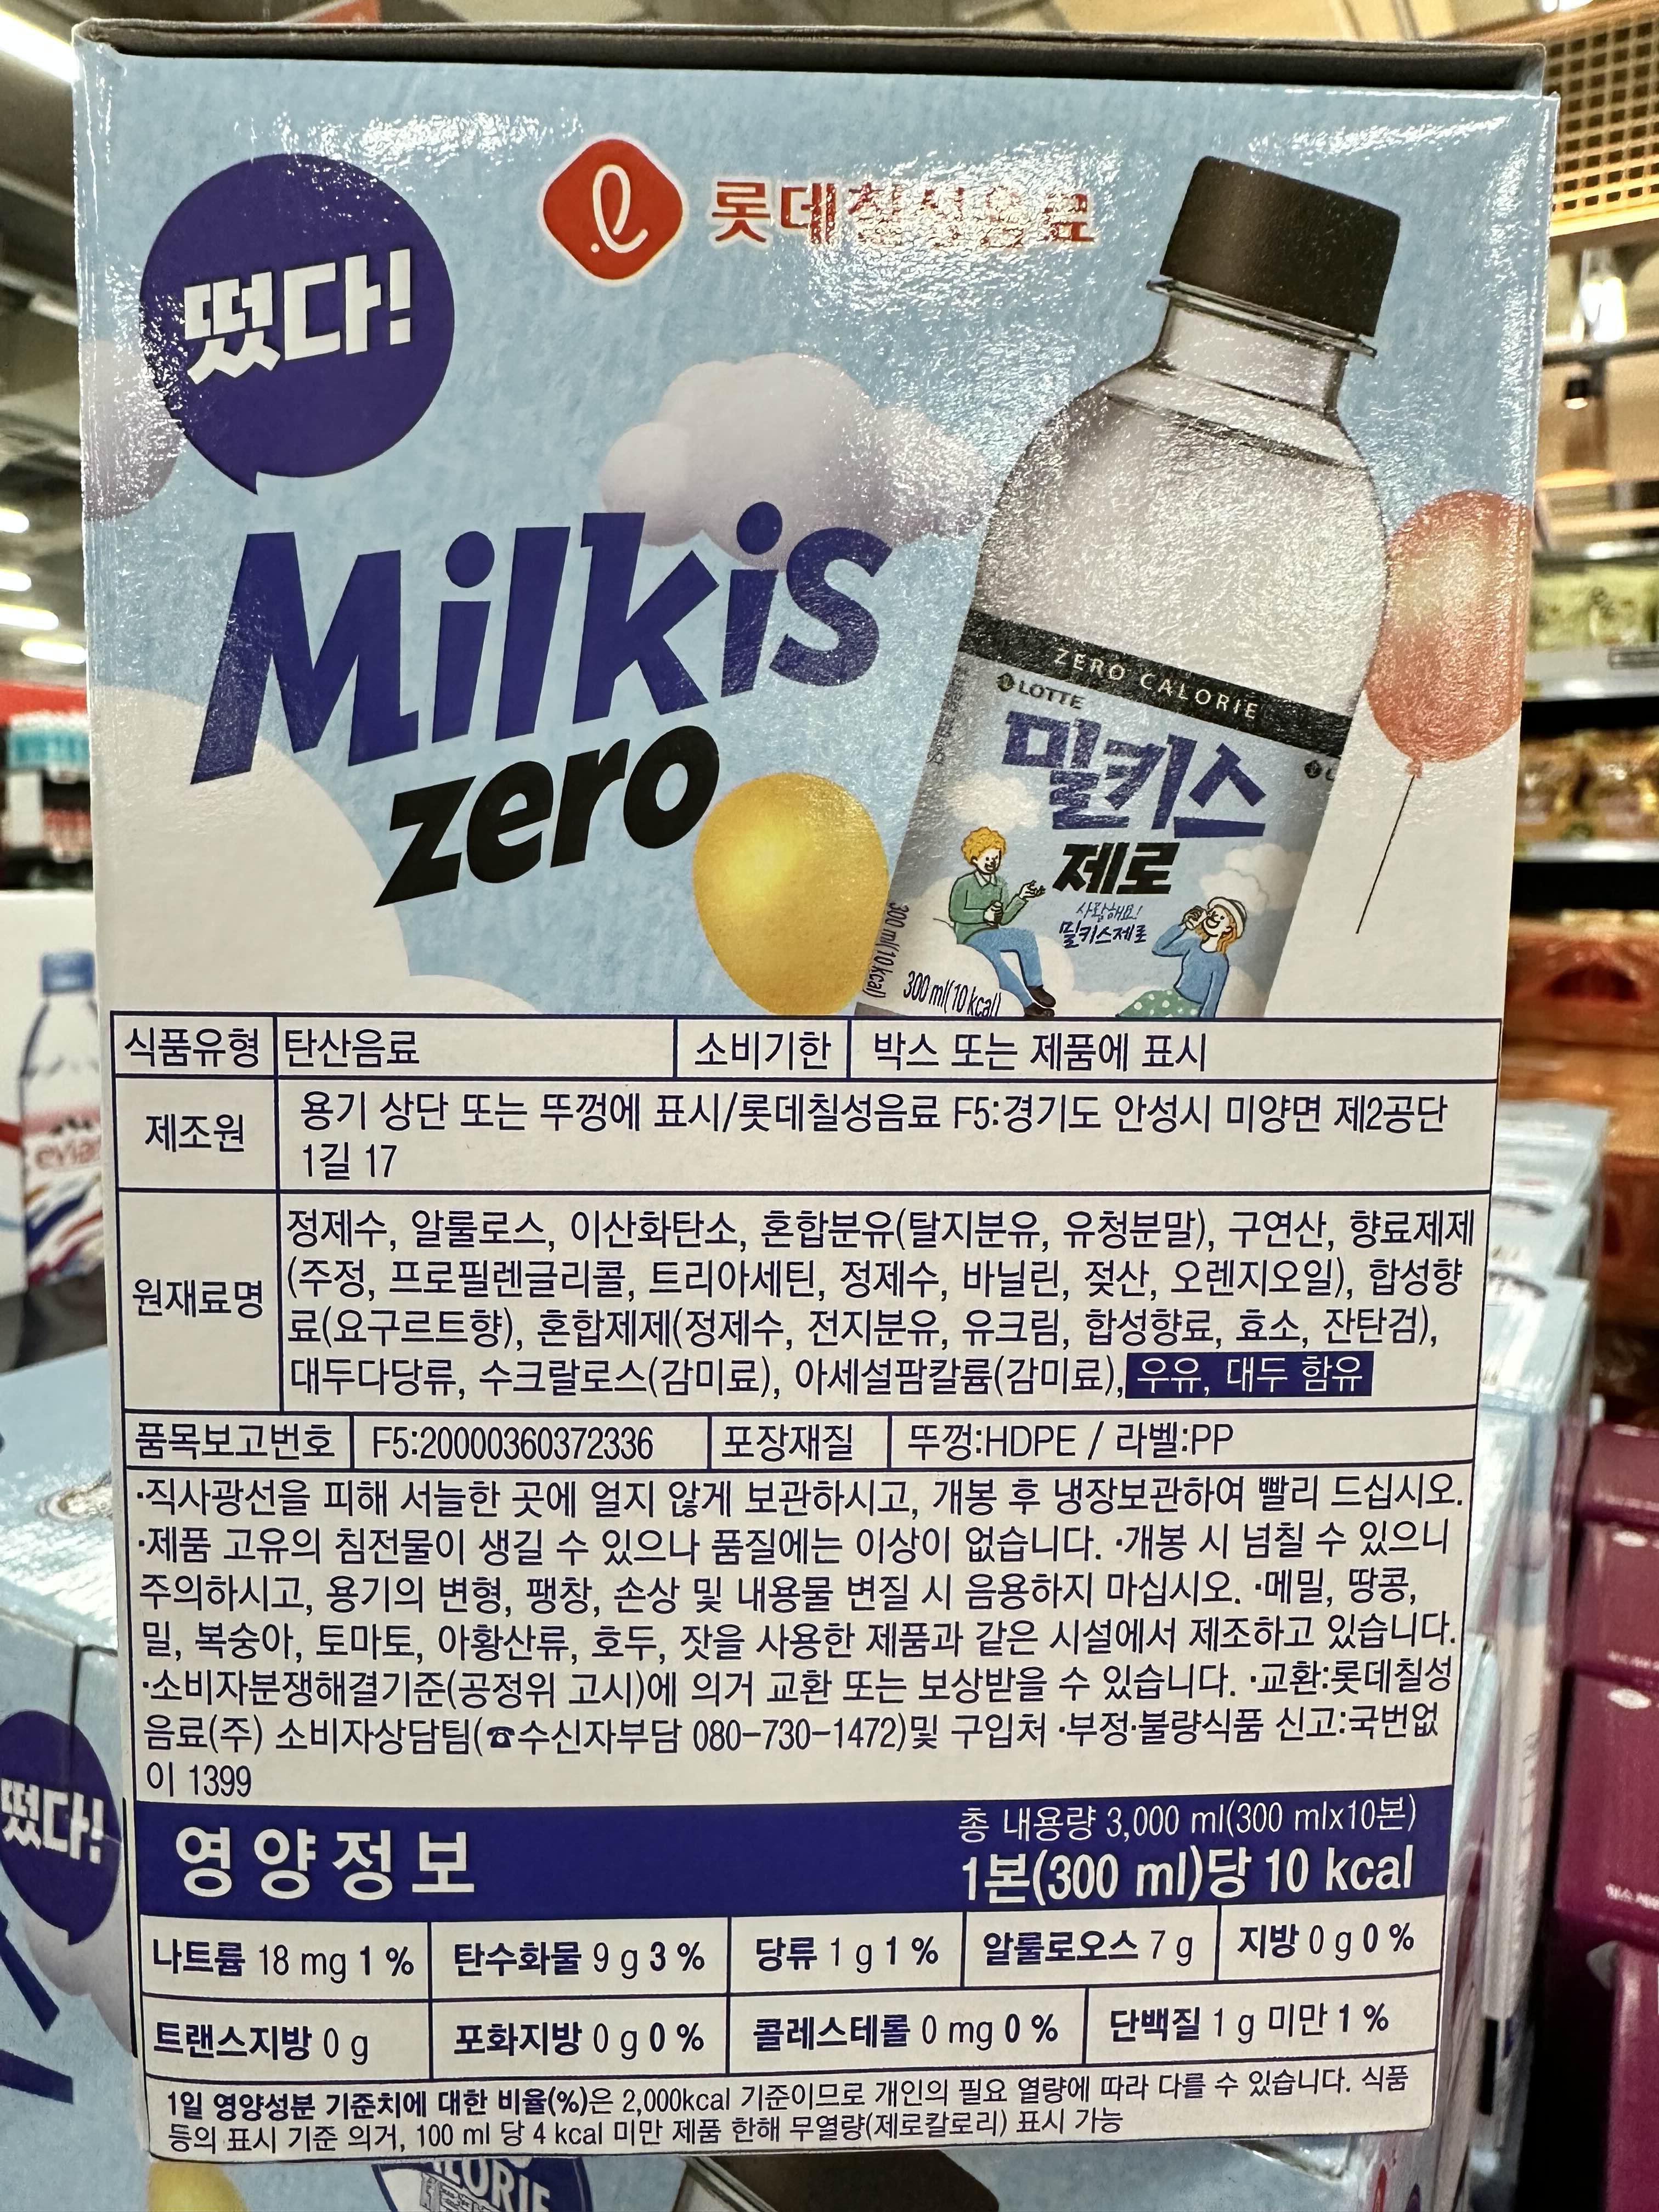 떴다!
롯데칠성음료
Milkis
zero
ZERO CALORIE
LOTTE
밀키스
제로
사랑해요!
밀키스제로
300 ml(10 kcal)
300 ml(10 kcal)
식품유형 탄산음료 소비기한 박스 또는 제품에 표시
제조원 용기 상단 또는 뚜껑에 표시/롯데칠성음료 F5:경기도 안성시 미양면 제2공단
1길 17
원재료명 정제수, 알룰로스, 이산화탄소, 혼합분유(탈지분유, 유청분말), 구연산, 향료제제
(주정, 프로필렌글리콜, 트리아세틴, 정제수, 바닐린, 젖산, 오렌지오일), 합성향
료(요구르트향), 혼합제제(정제수, 전지분유, 유크림, 합성향료, 효소, 잔탄검),
대두다당류, 수크랄로스(감미료), 아세설팜칼륨(감미료), 우유, 대두 함유
품목보고번호 F5:20000360372336 포장재질 뚜껑:HDPE / 라벨:PP
·직사광선을 피해 서늘한 곳에 얼지 않게 보관하시고, 개봉 후 냉장보관하여 빨리 드십시오.
·제품 고유의 침전물이 생길 수 있으나 품질에는 이상이 없습니다. ·개봉 시 넘칠 수 있으니
주의하시고, 용기의 변형, 팽창, 손상 및 내용물 변질 시 음용하지 마십시오. ·메밀, 땅콩,
밀, 복숭아, 토마토, 아황산류, 호두, 잣을 사용한 제품과 같은 시설에서 제조하고 있습니다.
·소비자분쟁해결기준(공정위 고시)에 의거 교환 또는 보상받을 수 있습니다. ·교환:롯데칠성
음료(주) 소비자상담팀(☎수신자부담 080-730-1472)및 구입처 ·부정·불량식품 신고:국번없
이 1399
영양정보
총 내용량 3,000 ml(300 mlx10본)
1본(300 ml)당 10 kcal
나트륨 18 mg 1 % 탄수화물 9 g 3 % 당류 1 g 1 % 알룰로오스 7 g 지방 0 g 0 %
트랜스지방 0 g 포화지방 0 g 0 % 콜레스테롤 0 mg 0 % 단백질 1 g 미만 1 %
1일 영양성분 기준치에 대한 비율(%)은 2,000kcal 기준이므로 개인의 필요 열량에 따라 다를 수 있습니다. 식품
등의 표시 기준 의거, 100 ml 당 4 kcal 미만 제품 한해 무열량(제로칼로리) 표시 가능
떴다!
evian